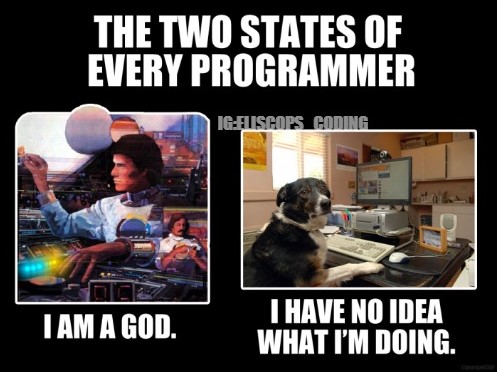 THE TWO STATES OF
EVERY PROGRAMMER
IG:ELISCOPS_CODING
I AM A GOD.
I HAVE NO IDEA
WHAT I'M DOING.